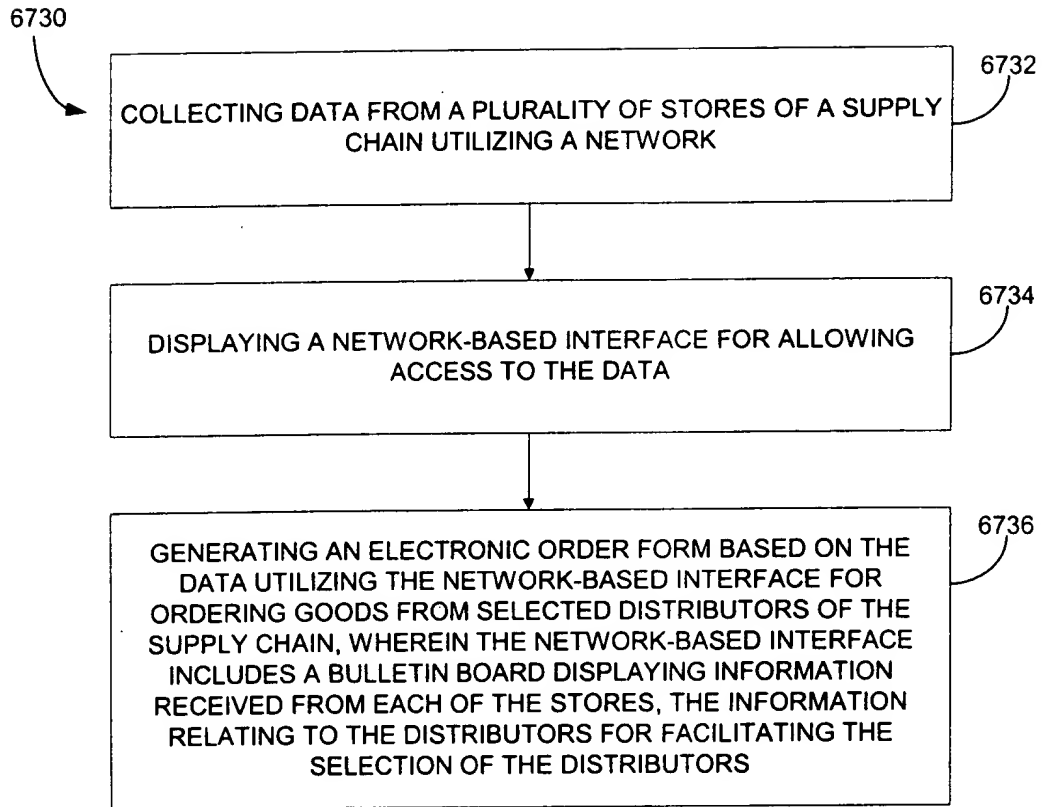 6730
6732
COLLECTING DATA FROM A PLURALITY OF STORES OF A SUPPLY
CHAIN UTILIZING A NETWORK
6734
DISPLAYING A NETWORK-BASED INTERFACE FOR ALLOWING
ACCESS TO THE DATA
6736
GENERATING AN ELECTRONIC ORDER FORM BASED ON THE
DATA UTILIZING THE NETWORK-BASED INTERFACE FOR
ORDERING GOODS FROM SELECTED DISTRIBUTORS OF THE
SUPPLY CHAIN, WHEREIN THE NETWORK-BASED INTERFACE
INCLUDES A BULLETIN BOARD DISPLAYING INFORMATION
RECEIVED FROM EACH OF THE STORES, THE INFORMATION
RELATING TO THE DISTRIBUTORS FOR FACILITATING THE
SELECTION OF THE DISTRIBUTORS